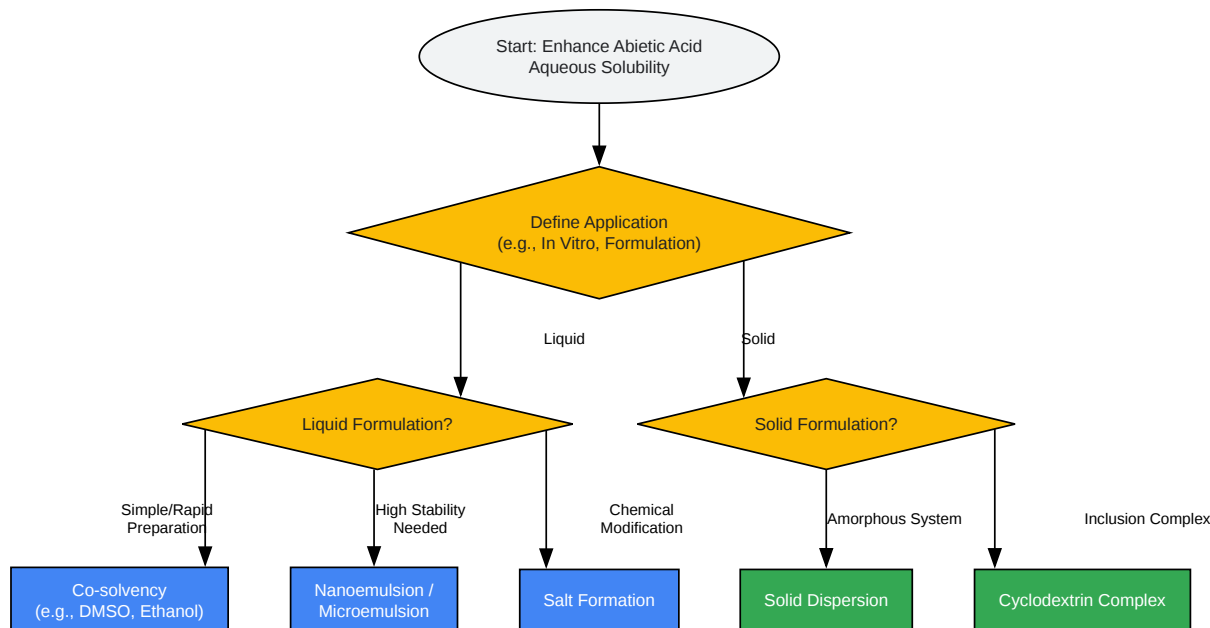 Start: Enhance Abietic Acid
Aqueous Solubility
Define Application
(e.g., In Vitro, Formulation)
Liquid
Solid
Liquid Formulation?
Solid Formulation?
Simple/Rapid
Preparation
High Stability
Needed
Chemical
Modification
Amorphous System
Inclusion Complex
Co-solvency
(e.g., DMSO, Ethanol)
Nanoemulsion /
Microemulsion
Salt Formation
Solid Dispersion
Cyclodextrin Complex